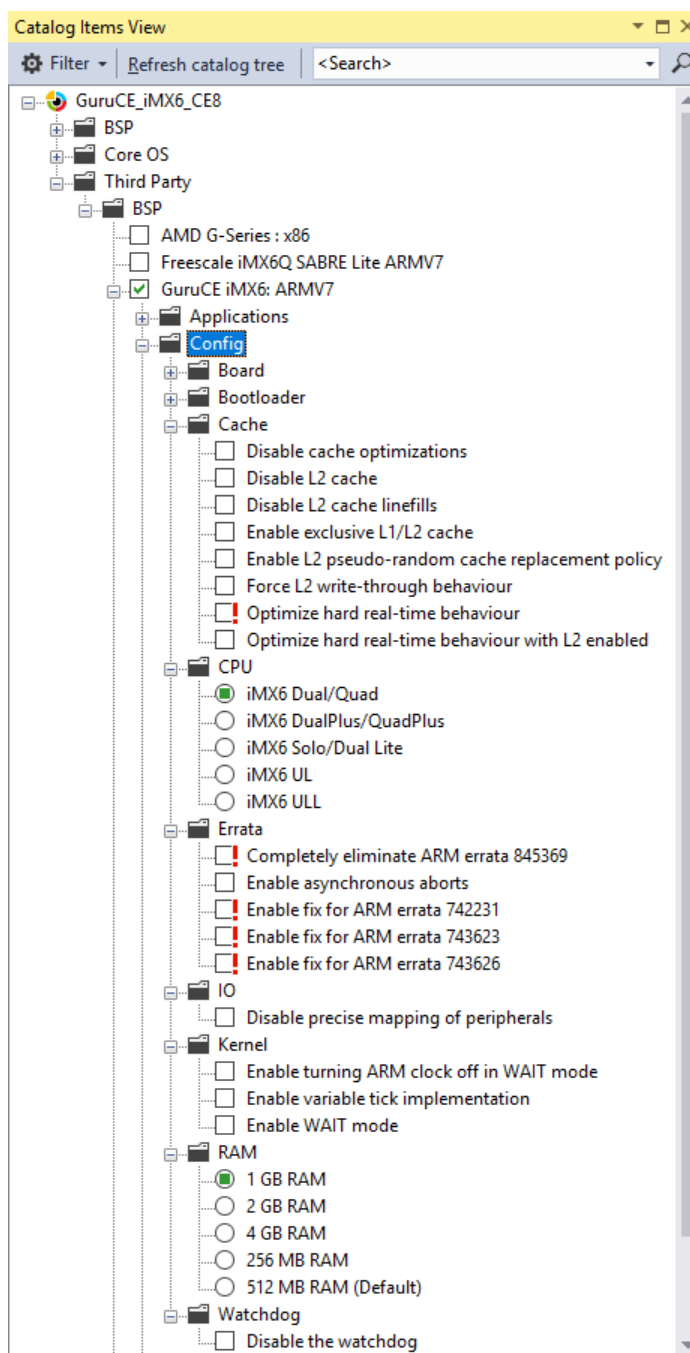 Catalog Items View
Filter Refresh catalog tree <Search>
GuruCE_iMX6_CE8
BSP
Core OS
Third Party
BSP
AMD G-Series : x86
Freescale iMX6Q SABRE Lite ARMV7
GuruCE iMX6: ARMV7
Applications
Config
Board
Bootloader
Cache
Disable cache optimizations
Disable L2 cache
Disable L2 cache linefills
Enable exclusive L1/L2 cache
Enable L2 pseudo-random cache replacement policy
Force L2 write-through behaviour
Optimize hard real-time behaviour
Optimize hard real-time behaviour with L2 enabled
CPU
iMX6 Dual/Quad
iMX6 DualPlus/QuadPlus
iMX6 Solo/Dual Lite
iMX6 UL
iMX6 ULL
Errata
Completely eliminate ARM errata 845369
Enable asynchronous aborts
Enable fix for ARM errata 742231
Enable fix for ARM errata 743623
Enable fix for ARM errata 743626
IO
Disable precise mapping of peripherals
Kernel
Enable turning ARM clock off in WAIT mode
Enable variable tick implementation
Enable WAIT mode
RAM
1 GB RAM
2 GB RAM
4 GB RAM
256 MB RAM
512 MB RAM (Default)
Watchdog
Disable the watchdog